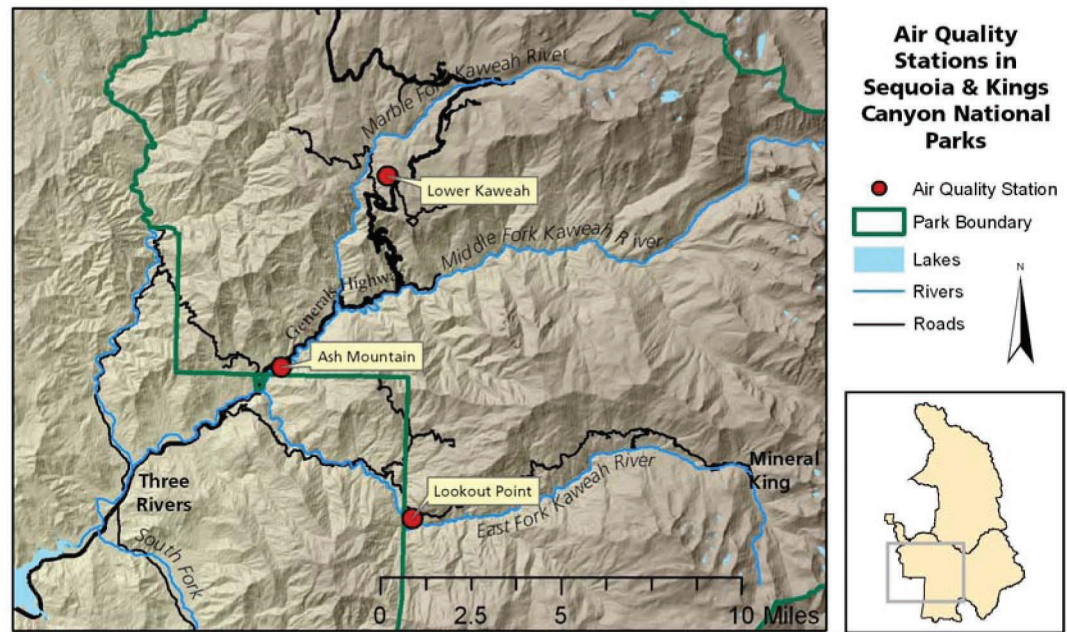 Air Quality
Stations in
Sequoia & Kings
Canyon National
Parks
Air Quality Station
Park Boundary
Lakes
Rivers
Roads
N
Marble Fork Kaweah River
Lower Kaweah
Middle Fork Kaweah River
Generals Highway
Ash Mountain
Three
Rivers
Lookout Point
East Fork Kaweah River
Mineral
King
South Fork
0 2.5 5 10 Miles